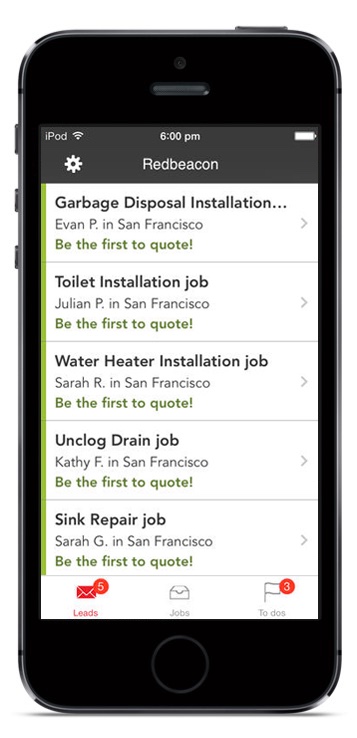 iPod 6:00 pm
Redbeacon
Garbage Disposal Installation...
Evan P. in San Francisco
Be the first to quote!
Toilet Installation job
Julian P. in San Francisco
Be the first to quote!
Water Heater Installation job
Sarah R. in San Francisco
Be the first to quote!
Unclog Drain job
Kathy F. in San Francisco
Be the first to quote!
Sink Repair job
Sarah G. in San Francisco
Be the first to quote!
5 3
Leads Jobs To dos